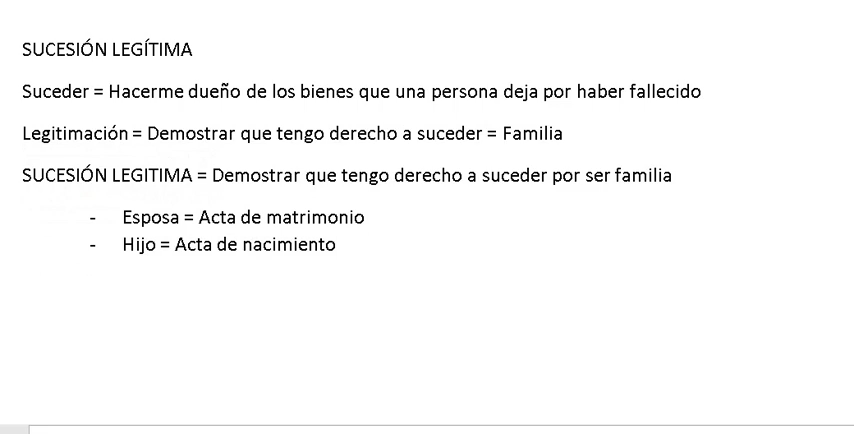 SUCESIÓN LEGÍTIMA
Suceder = Hacerme dueño de los bienes que una persona deja por haber fallecido
Legitimación = Demostrar que tengo derecho a suceder = Familia
SUCESIÓN LEGITIMA = Demostrar que tengo derecho a suceder por ser familia
- Esposa = Acta de matrimonio
- Hijo = Acta de nacimiento